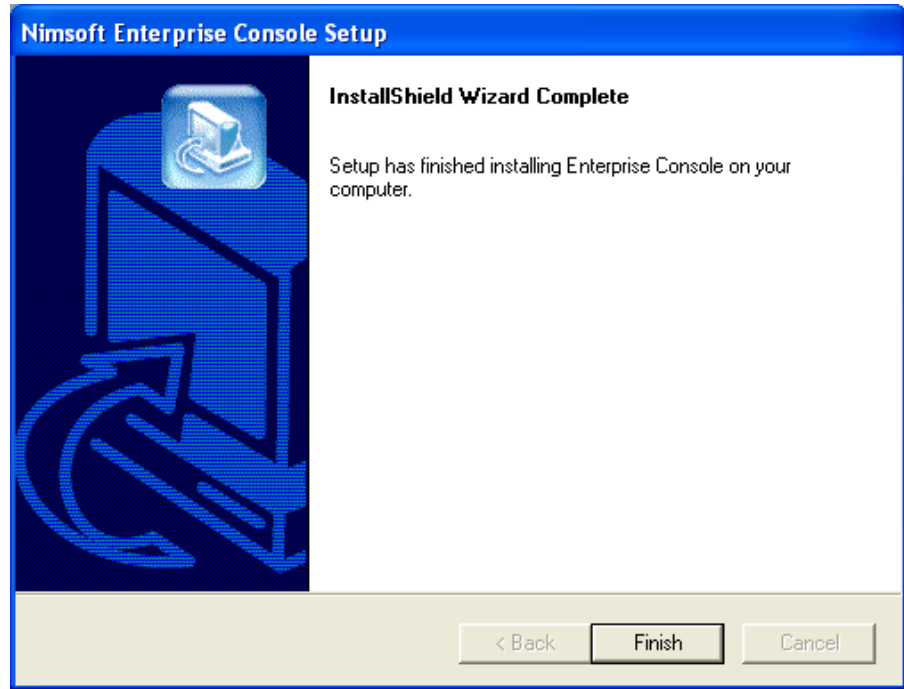 Nimsoft Enterprise Console Setup
InstallShield Wizard Complete
Setup has finished installing Enterprise Console on your
computer.
< Back
Finish
Cancel